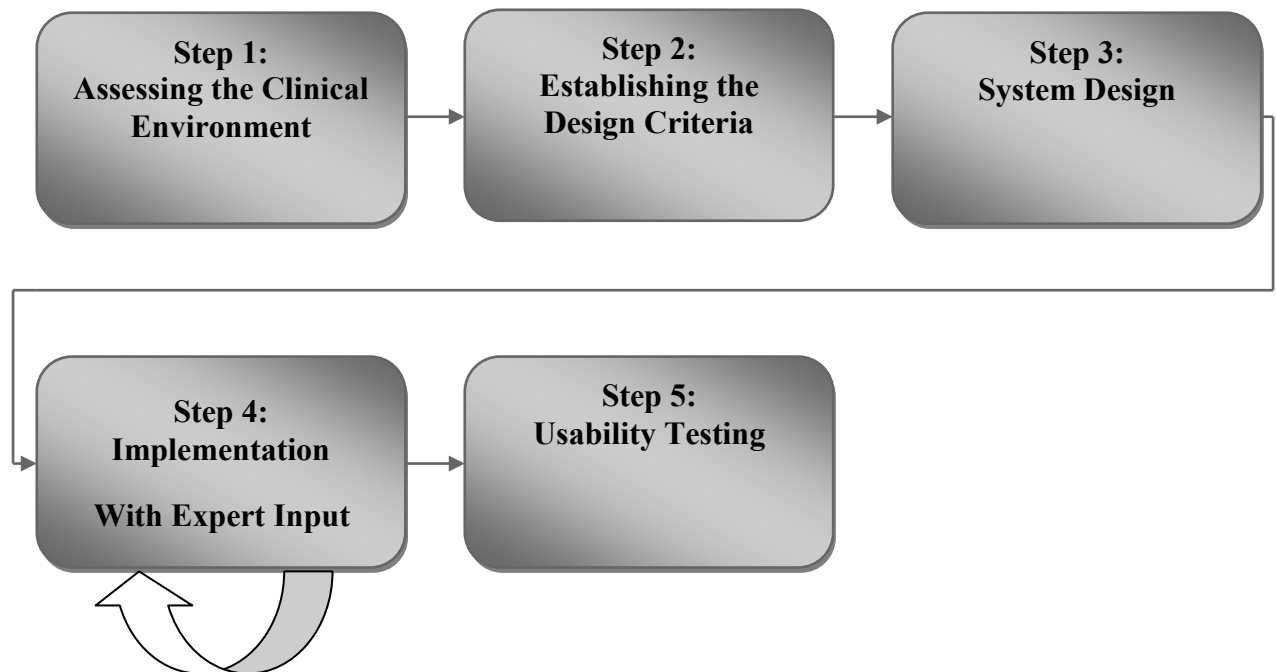 Step 1:
Assessing the Clinical
Environment
Step 2:
Establishing the
Design Criteria
Step 3:
System Design
Step 4:
Implementation
With Expert Input
Step 5:
Usability Testing